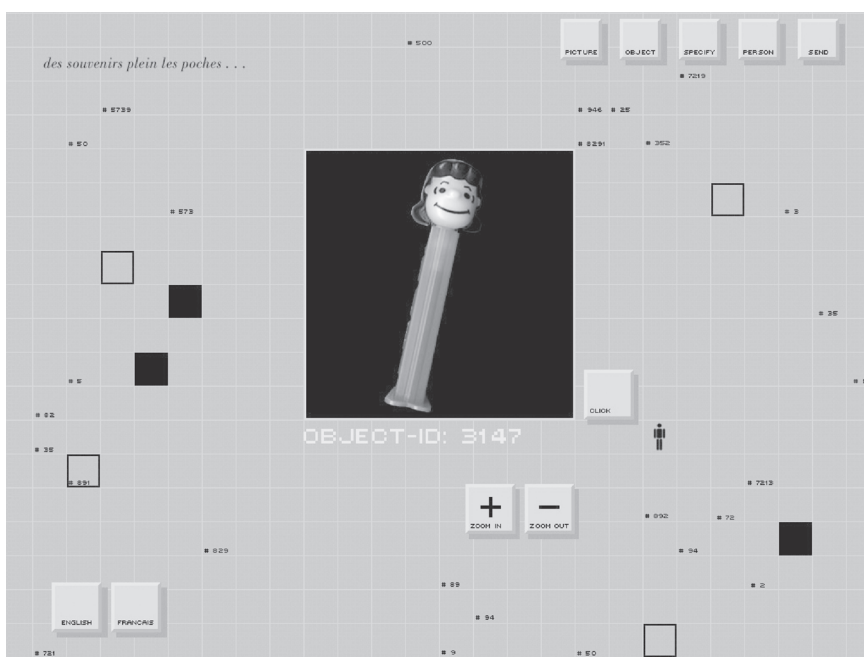 # 500
PICTURE
OBJECT
SPECIFY
PERSON
SEND
des souvenirs plein les poches . . .
# 7219
# 5739
# 946 # 25
# 50
# 8291
# 352
# 573
# 3
# 35
# 5
# 82
CLICK
OBJECT-ID: 3147
# 35
# 891
# 7213
+
ZOOM IN
−
ZOOM OUT
# 892
# 72
# 829
# 94
# 89
# 2
ENGLISH
FRANCAIS
# 94
# 721
# 9
# 50